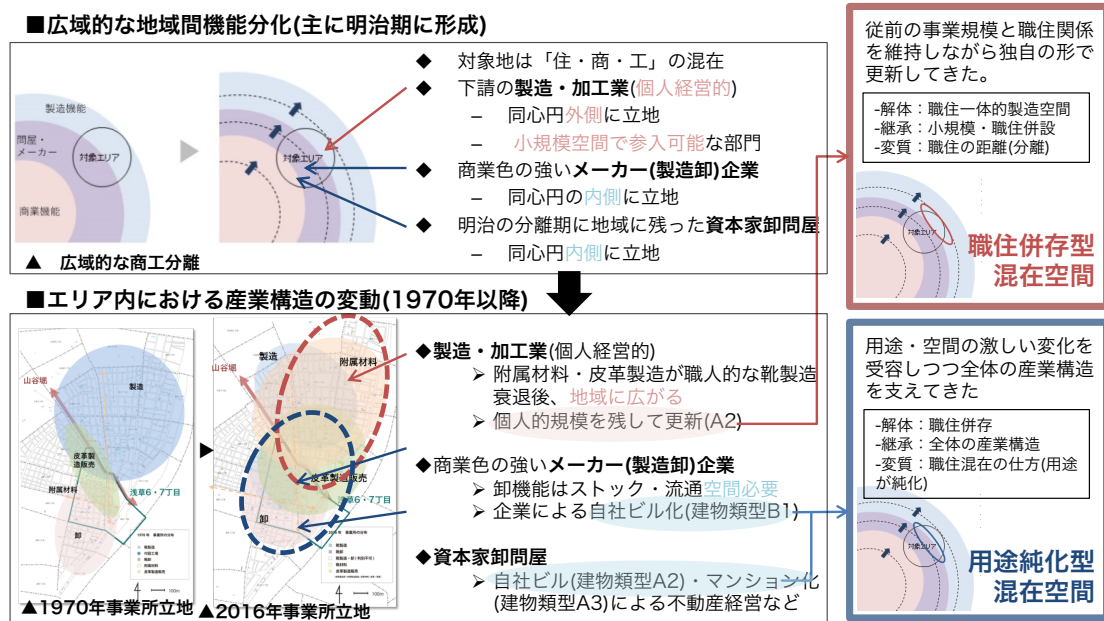 ■広域的な地域間機能分化(主に明治期に形成)
製造機能
問屋・
メーカー
対象エリア
商業機能
対象エリア
▲ 広域的な商工分離
◆ 対象地は「住・商・工」の混在
◆ 下請の製造・加工業(個人経営的)
– 同心円外側に立地
– 小規模空間で参入可能な部門
◆ 商業色の強いメーカー(製造卸)企業
– 同心円の内側に立地
◆ 明治の分離期に地域に残った資本家卸問屋
– 同心円内側に立地
■エリア内における産業構造の変動(1970年以降)
山谷堀
製造
皮革製
造販売
附属材料
浅草6・7丁目
卸
100m
▲1970年事業所立地
製造
附属材料
山谷堀
皮革製造販売
浅草6・7丁目
卸
100m
▲2016年事業所立地
◆製造・加工業(個人経営的)
➢ 附属材料・皮革製造が職人的な靴製造
衰退後、地域に広がる
➢ 個人的規模を残して更新(A2)
◆商業色の強いメーカー(製造卸)企業
➢ 卸機能はストック・流通空間必要
➢ 企業による自社ビル化(建物類型B1)
◆資本家卸問屋
➢ 自社ビル(建物類型A2)・マンション化
(建物類型A3)による不動産経営など
従前の事業規模と職住関係
を維持しながら独自の形で
更新してきた。
-解体：職住一体的製造空間
-継承：小規模・職住併設
-変質：職住の距離(分離)
対象エリア
職住併存型
混在空間
用途・空間の激しい変化を
受容しつつ全体の産業構造
を支えてきた
-解体：職住併存
-継承：全体の産業構造
-変質：職住混在の仕方(用途
が純化)
対象エリア
用途純化型
混在空間